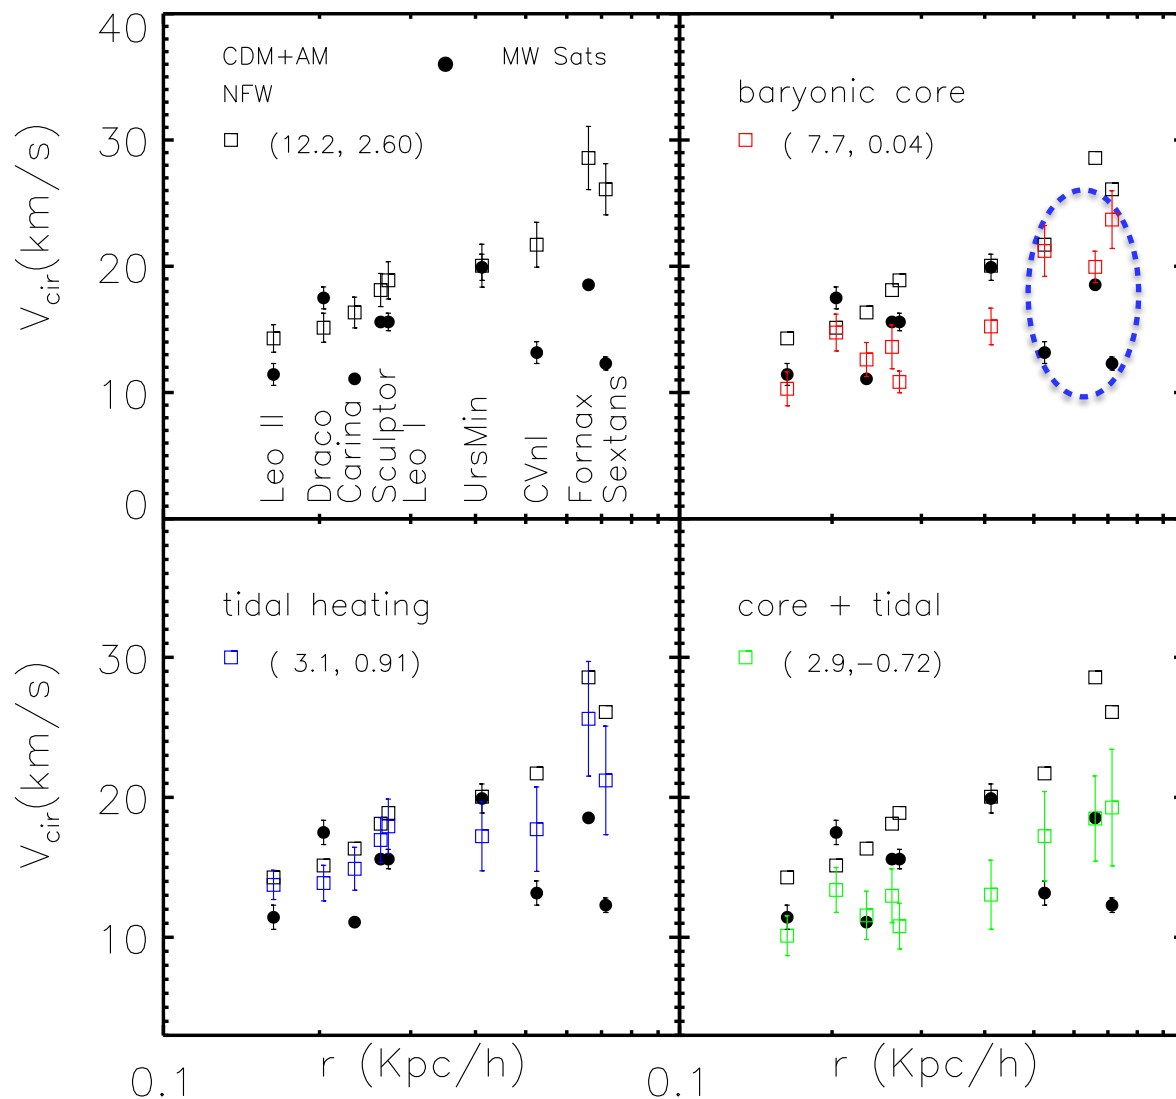 40
30
20
10
0
V_cir(km/s)
CDM+AM
MW Sats
NFW
(12.2, 2.60)
Leo II
Draco
Carina
Sculptor
Leo I
UrsMin
CVnI
Fornax
Sextans
baryonic core
( 7.7, 0.04)
30
20
10
V_cir(km/s)
tidal heating
( 3.1, 0.91)
core + tidal
( 2.9,−0.72)
r (Kpc/h)
r (Kpc/h)
0.1
0.1